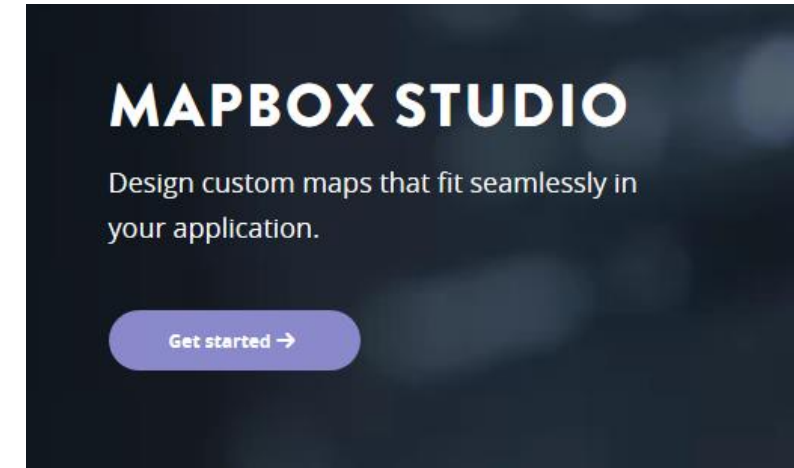 MAPBOX STUDIO
Design custom maps that fit seamlessly in
your application.
Get started →